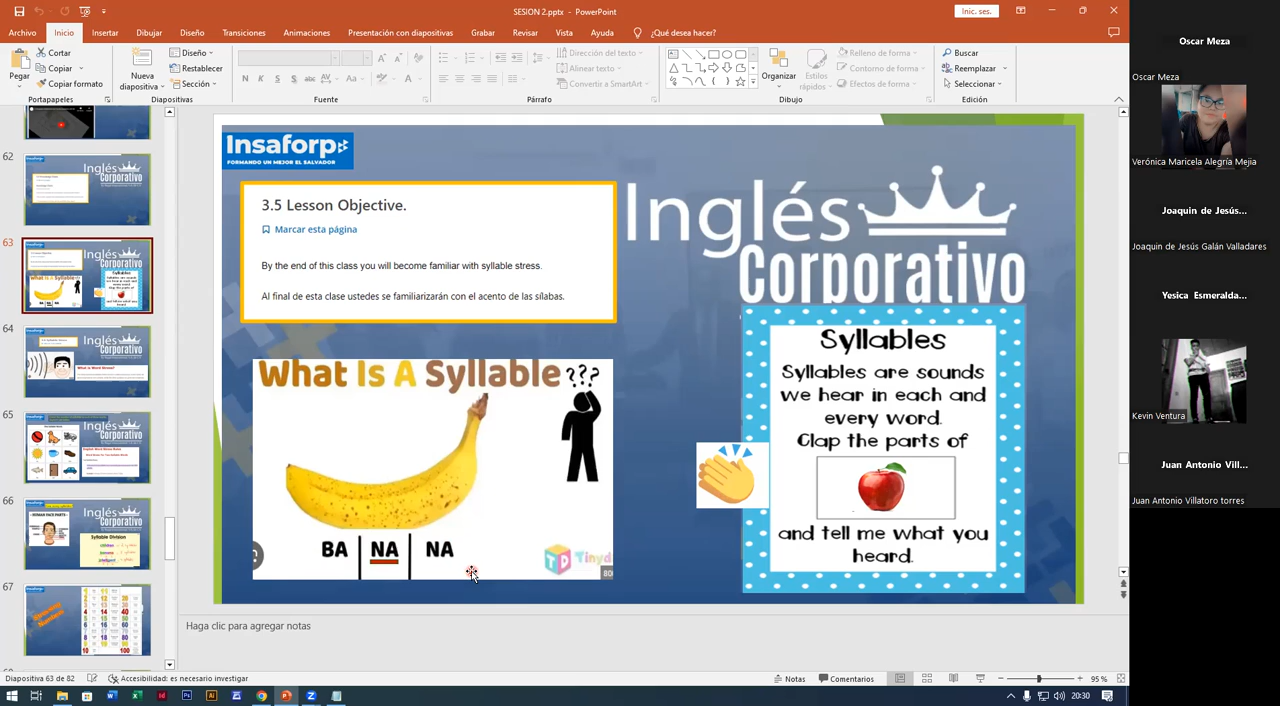 SESION 2.pptx - PowerPoint
Inic. ses.
Archivo Inicio Insertar Dibujar Diseño Transiciones Animaciones Presentación con diapositivas Grabar Revisar Vista Ayuda ¿Qué desea hacer?
Pegar
Cortar
Copiar
Copiar formato
Portapapeles
Nueva diapositiva
Diseño
Restablecer
Sección
Diapositivas
N K S S abc AV Aa A
Fuente
Dirección del texto
Alinear texto
Convertir a SmartArt
Párrafo
Organizar
Estilos rápidos
Relleno de forma
Contorno de forma
Efectos de forma
Dibujo
Buscar
Reemplazar
Seleccionar
Edición
62
63
64
65
66
67
Insaforp
FORMANDO UN MEJOR EL SALVADOR
Inglés
corporativo
3.5 Lesson Objective.
Marcar esta página
By the end of this class you will become familiar with syllable stress.
Al final de esta clase ustedes se familiarizarán con el acento de las sílabas.
What Is A Syllable???
BA NA NA
Tinyd
80
Syllables
Syllables are sounds
we hear in each and
every word.
Clap the parts of
and tell me what you
heard.
Haga clic para agregar notas
Diapositiva 63 de 82
Accesibilidad: es necesario investigar
Notas
Comentarios
95 %
20:30
Oscar Meza
Oscar Meza
Verónica Maricela Alegría Mejia
Joaquin de Jesús...
Joaquin de Jesús Galán Valladares
Yesica Esmeralda...
Kevin Ventura
Juan Antonio Vill...
Juan Antonio Villatoro torres